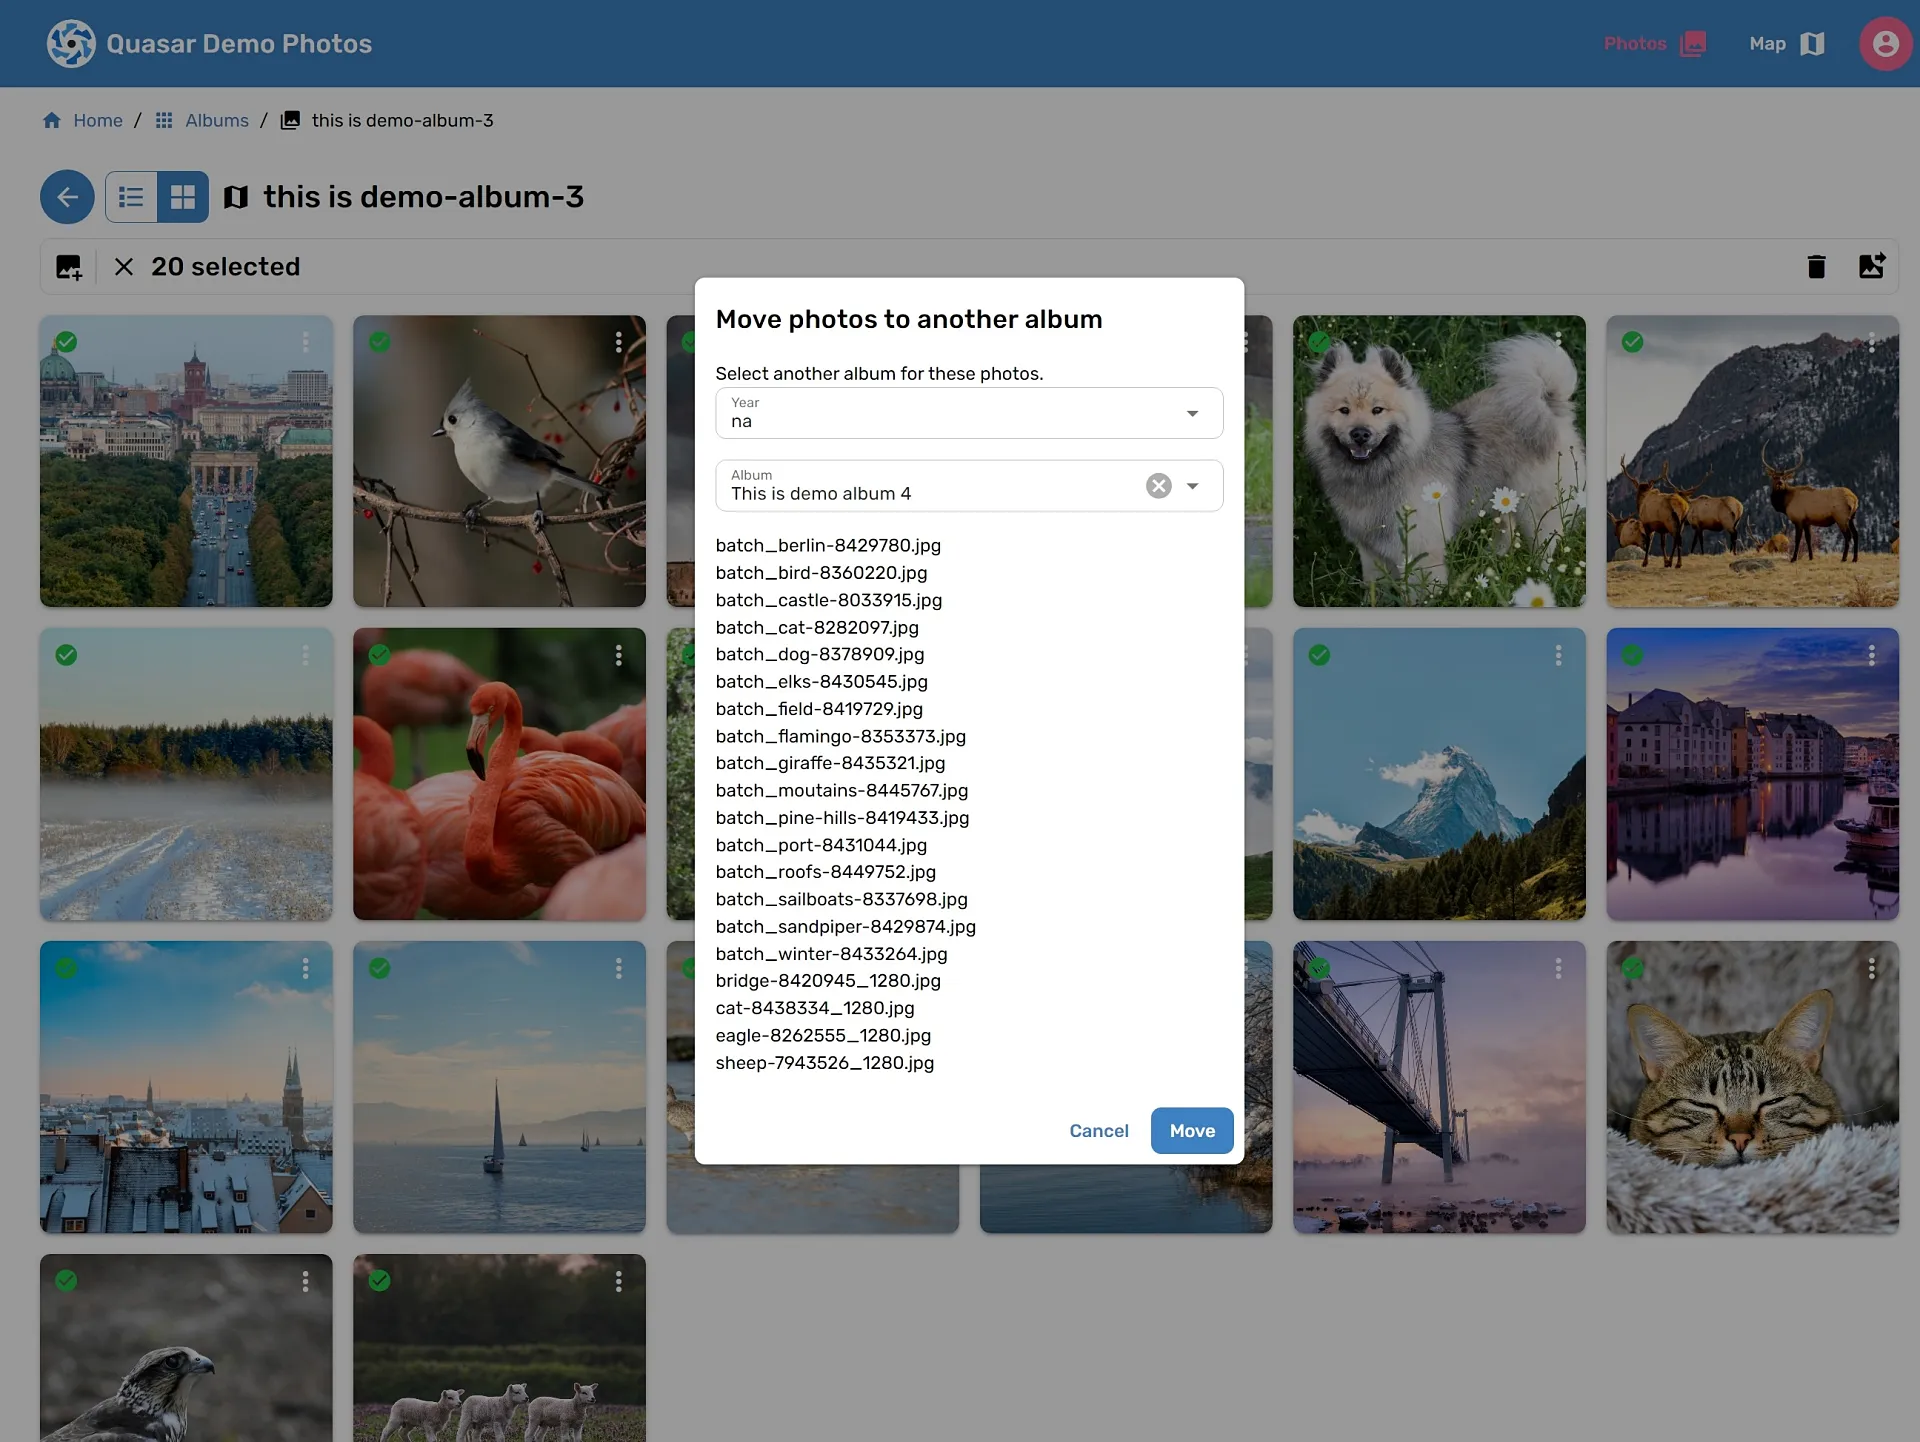 Quasar Demo Photos
Photos
Map
Home / Albums / this is demo-album-3
this is demo-album-3
20 selected
Move photos to another album
Select another album for these photos.
Year
na
Album
This is demo album 4
batch_berlin-8429780.jpg
batch_bird-8360220.jpg
batch_castle-8033915.jpg
batch_cat-8282097.jpg
batch_dog-8378909.jpg
batch_elks-8430545.jpg
batch_field-8419729.jpg
batch_flamingo-8353373.jpg
batch_giraffe-8435321.jpg
batch_moutains-8445767.jpg
batch_pine-hills-8419433.jpg
batch_port-8431044.jpg
batch_roofs-8449752.jpg
batch_sailboats-8337698.jpg
batch_sandpiper-8429874.jpg
batch_winter-8433264.jpg
bridge-8420945_1280.jpg
cat-8438334_1280.jpg
eagle-8262555_1280.jpg
sheep-7943526_1280.jpg
Cancel
Move